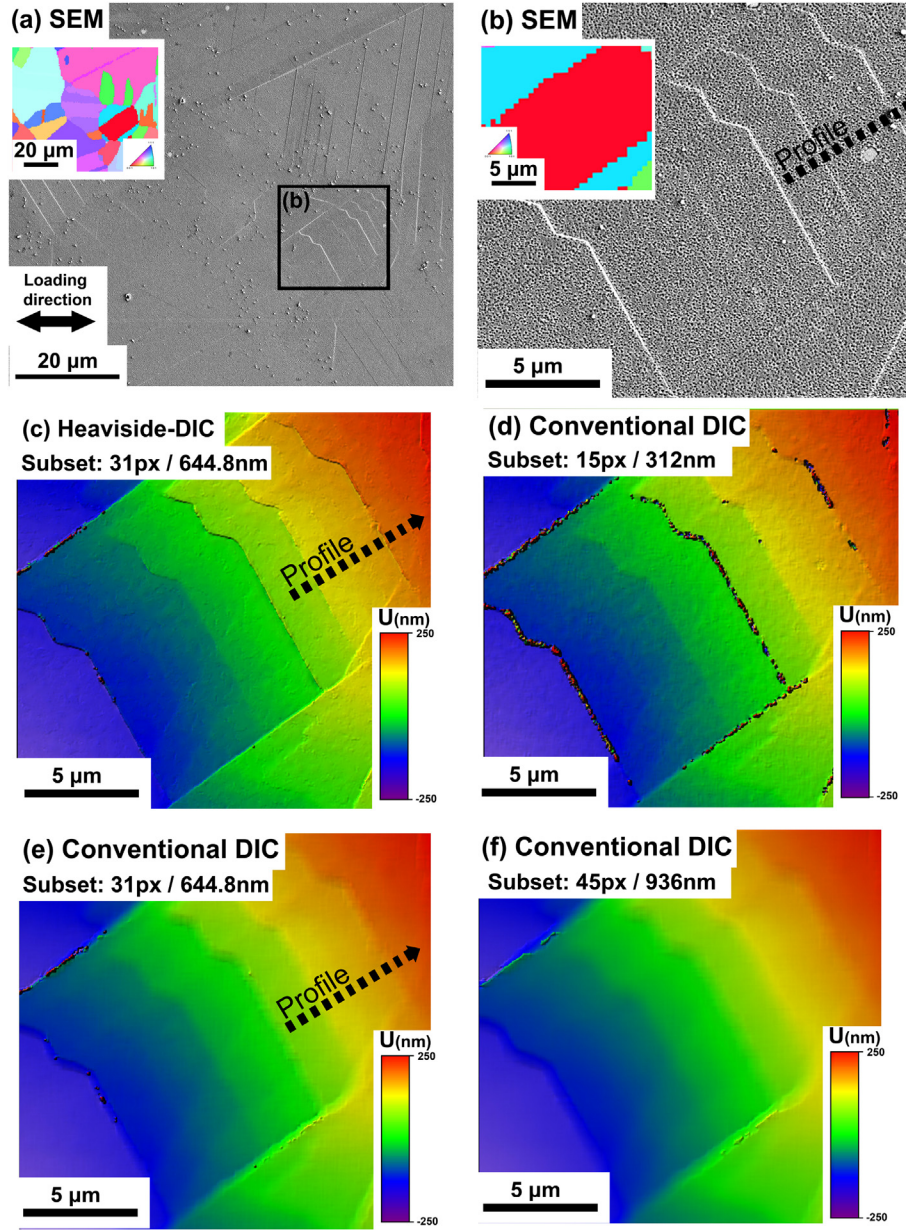 (a) SEM
20 μm
(b)
Loading
direction
20 μm
(b) SEM
5 μm
Profile
5 μm
(c) Heaviside-DIC
Subset: 31px / 644.8nm
Profile
U(nm)
250
-250
5 μm
(d) Conventional DIC
Subset: 15px / 312nm
U(nm)
250
-250
5 μm
(e) Conventional DIC
Subset: 31px / 644.8nm
Profile
U(nm)
250
-250
5 μm
(f) Conventional DIC
Subset: 45px / 936nm
U(nm)
250
-250
5 μm